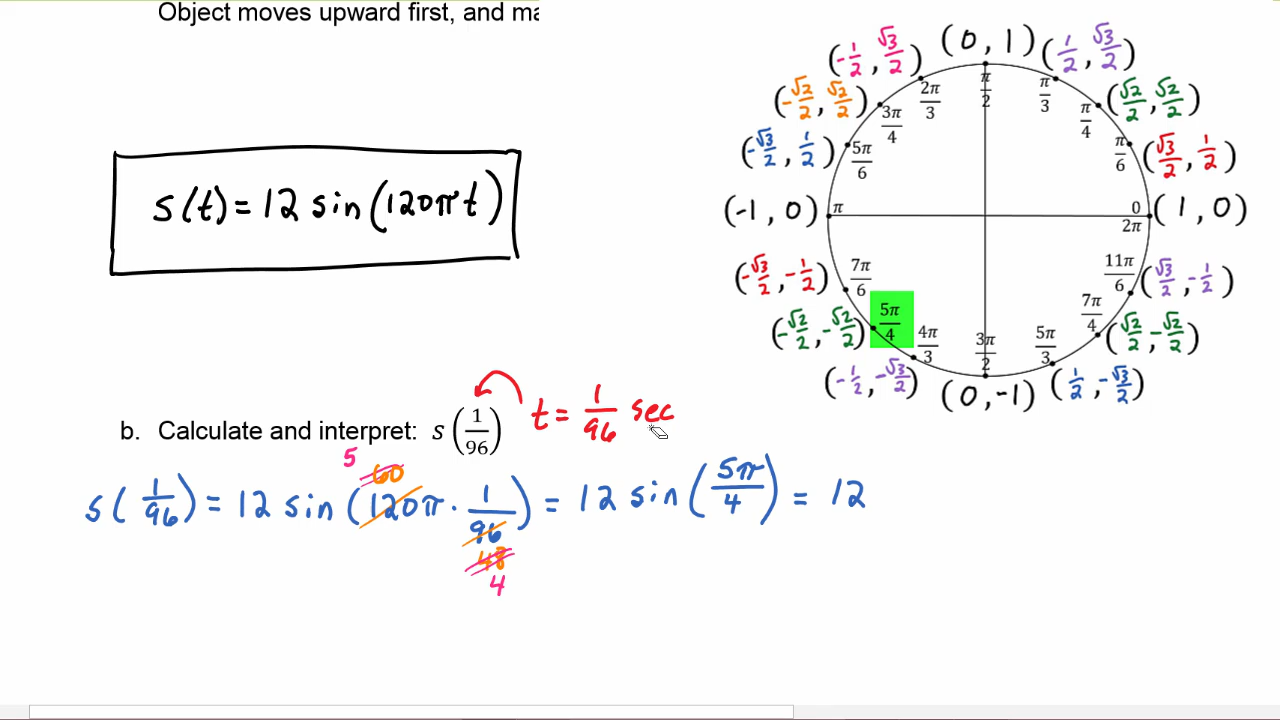 Object moves upward first, and ma
s(t) = 12 sin(120πt)
(0, 1)
(-1/2, √3/2)
(1/2, √3/2)
(-√2/2, √2/2)
(√2/2, √2/2)
(-√3/2, 1/2)
(√3/2, 1/2)
(-1, 0)
(1, 0)
(-√3/2, -1/2)
(√3/2, -1/2)
(-√2/2, -√2/2)
(√2/2, -√2/2)
(-1/2, -√3/2)
(1/2, -√3/2)
(0, -1)
π/2
2π/3
π/3
3π/4
π/4
5π/6
π/6
π
0
2π
7π/6
11π/6
5π/4
7π/4
4π/3
3π/2
5π/3
b. Calculate and interpret: s(1/96) t = 1/96 sec
5 60
s(1/96) = 12 sin(120π · 1/96) = 12 sin(5π/4) = 12
48
4